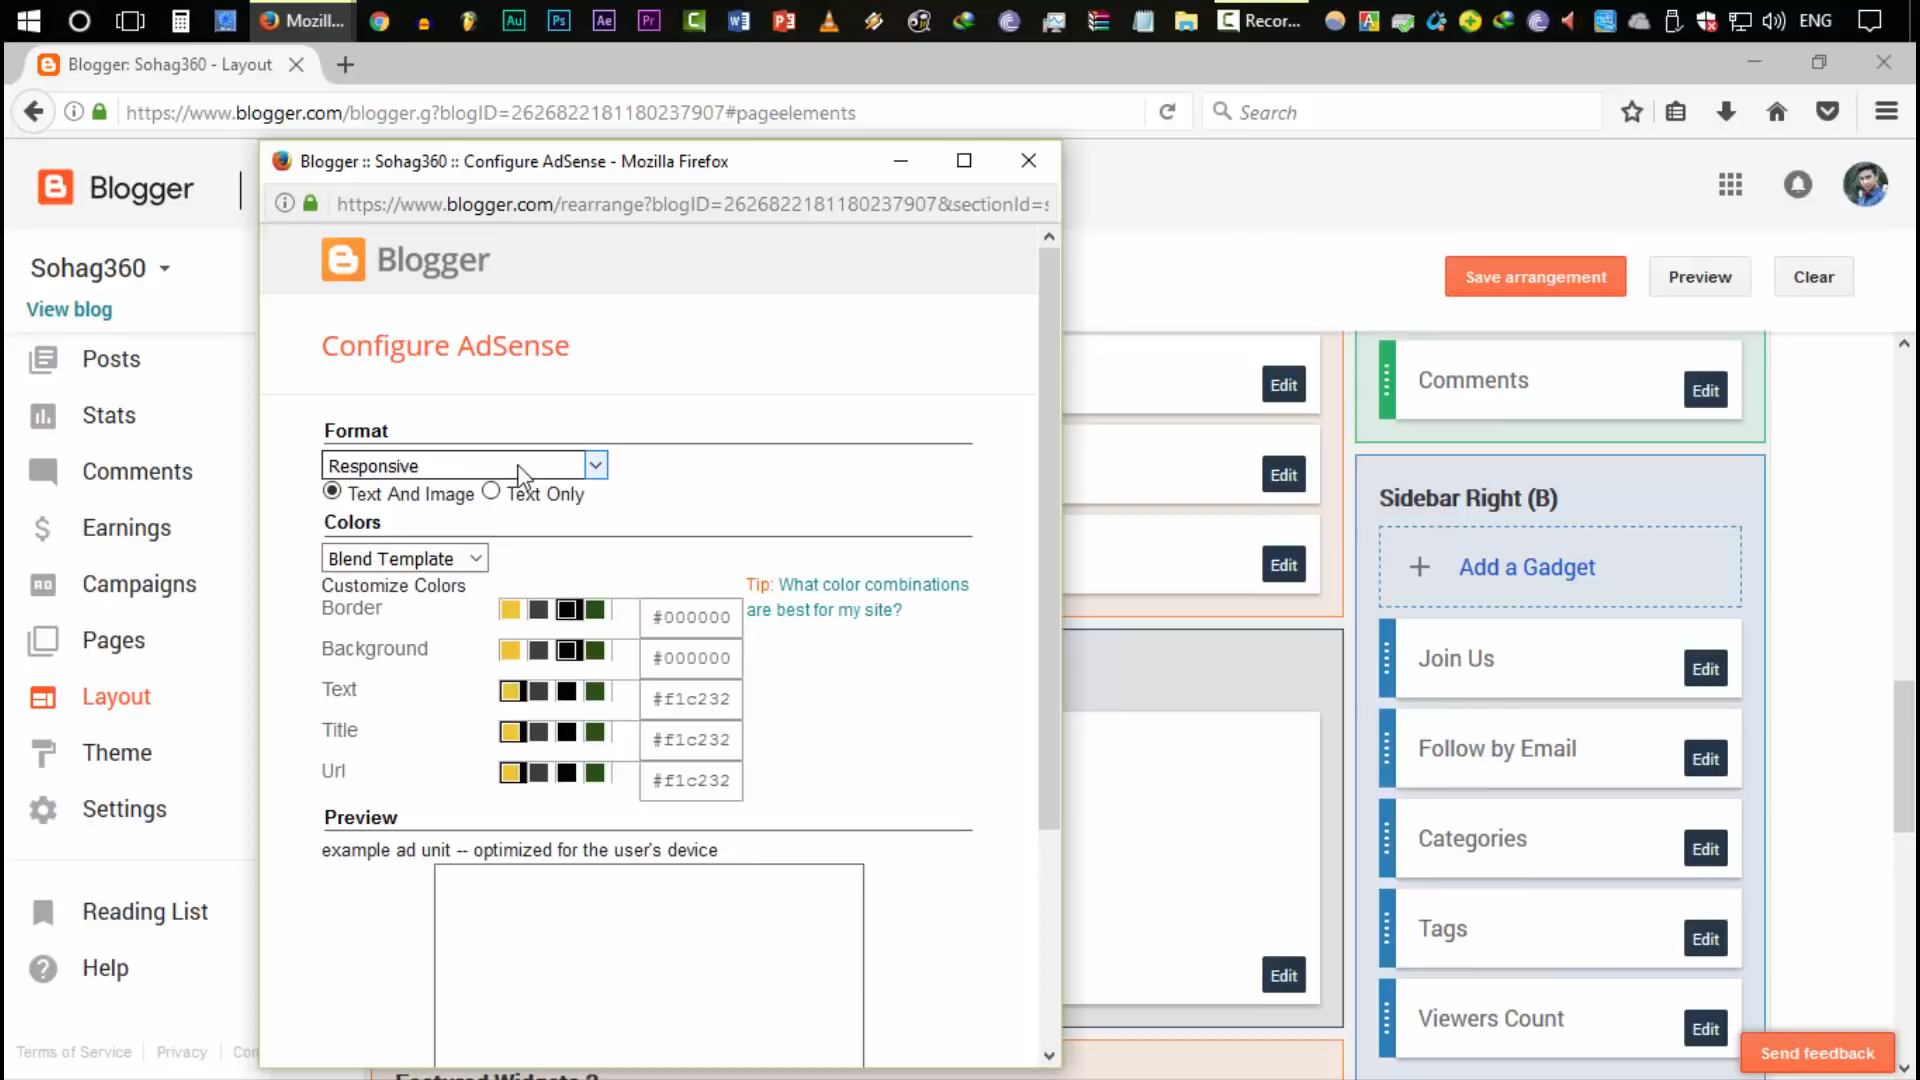 Mozill...
Au
Ps
Ae
Pr
Recor...
ENG
Blogger: Sohag360 - Layout
https://www.blogger.com/blogger.g?blogID=2626822181180237907#pageelements
Search
Blogger
Sohag360
View blog
Posts
Stats
Comments
Earnings
Campaigns
Pages
Layout
Theme
Settings
Reading List
Help
Terms of Service
Privacy
Blogger :: Sohag360 :: Configure AdSense - Mozilla Firefox
https://www.blogger.com/rearrange?blogID=2626822181180237907&sectionId=s
Blogger
Configure AdSense
Format
Responsive
Text And Image Text Only
Colors
Blend Template
Customize Colors
Tip: What color combinations
are best for my site?
Border #000000
Background #000000
Text #f1c232
Title #f1c232
Url #f1c232
Preview
example ad unit -- optimized for the user's device
Save arrangement
Preview
Clear
Edit
Edit
Edit
Edit
Comments
Edit
Sidebar Right (B)
Add a Gadget
Join Us
Edit
Follow by Email
Edit
Categories
Edit
Tags
Edit
Viewers Count
Edit
Send feedback